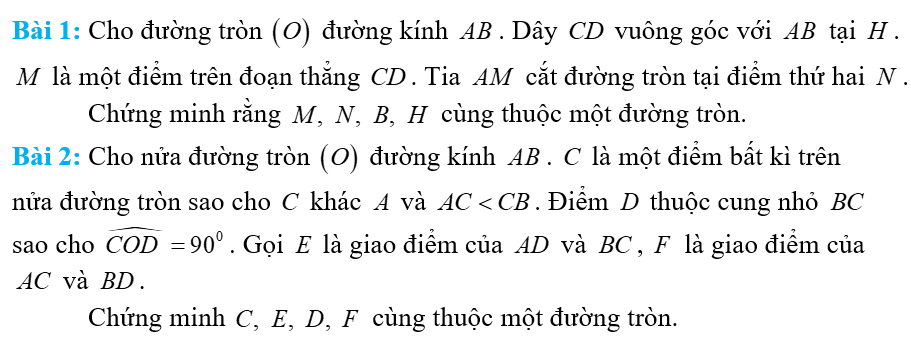 Bài 1: Cho đường tròn (O) đường kính AB. Dây CD vuông góc với AB tại H.
M là một điểm trên đoạn thẳng CD. Tia AM cắt đường tròn tại điểm thứ hai N.
Chứng minh rằng M, N, B, H cùng thuộc một đường tròn.
Bài 2: Cho nửa đường tròn (O) đường kính AB. C là một điểm bất kì trên
nửa đường tròn sao cho C khác A và AC < CB. Điểm D thuộc cung nhỏ BC
sao cho $\widehat{COD} = 90^0$. Gọi E là giao điểm của AD và BC, F là giao điểm của
AC và BD.
Chứng minh C, E, D, F cùng thuộc một đường tròn.